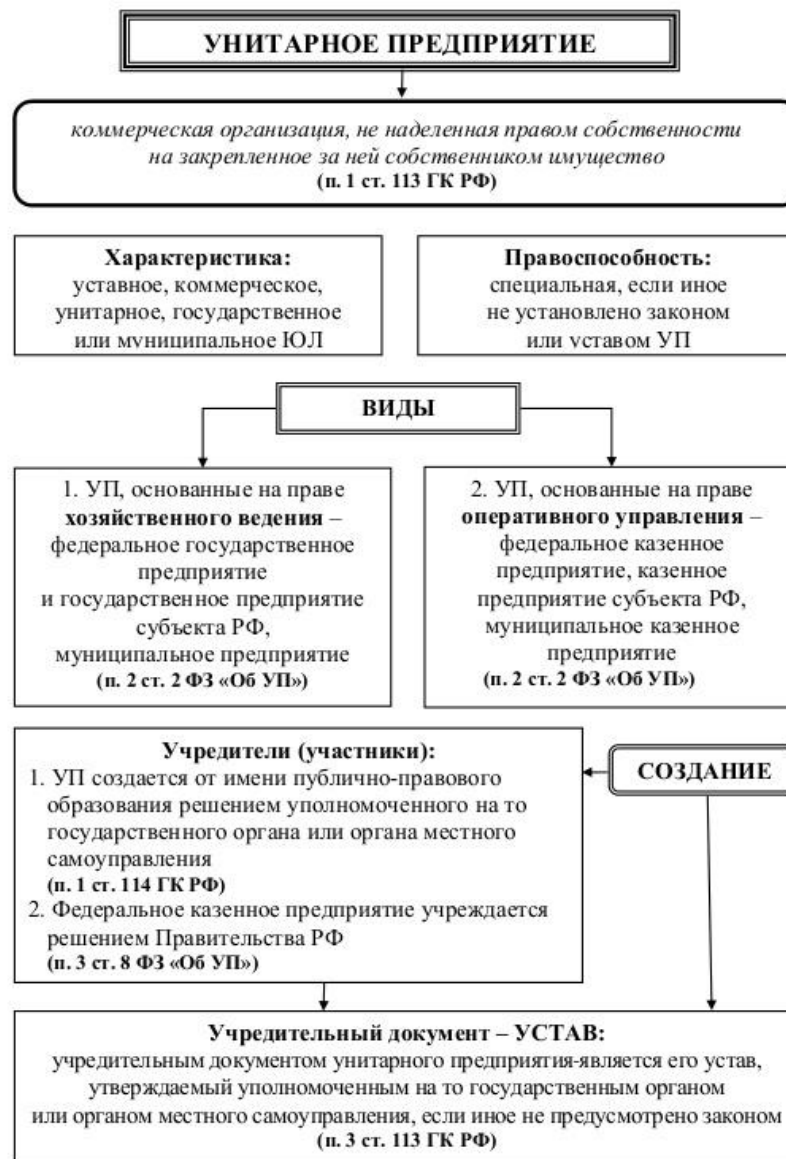 УНИТАРНОЕ ПРЕДПРИЯТИЕ
коммерческая организация, не наделенная правом собственности
на закрепленное за ней собственником имущество
(п. 1 ст. 113 ГК РФ)
Характеристика:
уставное, коммерческое,
унитарное, государственное
или муниципальное ЮЛ
Правоспособность:
специальная, если иное
не установлено законом
или уставом УП
ВИДЫ
1. УП, основанные на праве
хозяйственного ведения –
федеральное государственное
предприятие
и государственное предприятие
субъекта РФ,
муниципальное предприятие
(п. 2 ст. 2 ФЗ «Об УП»)
2. УП, основанные на праве
оперативного управления –
федеральное казенное
предприятие, казенное
предприятие субъекта РФ,
муниципальное казенное
предприятие
(п. 2 ст. 2 ФЗ «Об УП»)
Учредители (участники):
1. УП создается от имени публично-правового
образования решением уполномоченного на то
государственного органа или органа местного
самоуправления
(п. 1 ст. 114 ГК РФ)
2. Федеральное казенное предприятие учреждается
решением Правительства РФ
(п. 3 ст. 8 ФЗ «Об УП»)
СОЗДАНИЕ
Учредительный документ – УСТАВ:
учредительным документом унитарного предприятия-является его устав,
утверждаемый уполномоченным на то государственным органом
или органом местного самоуправления, если иное не предусмотрено законом
(п. 3 ст. 113 ГК РФ)